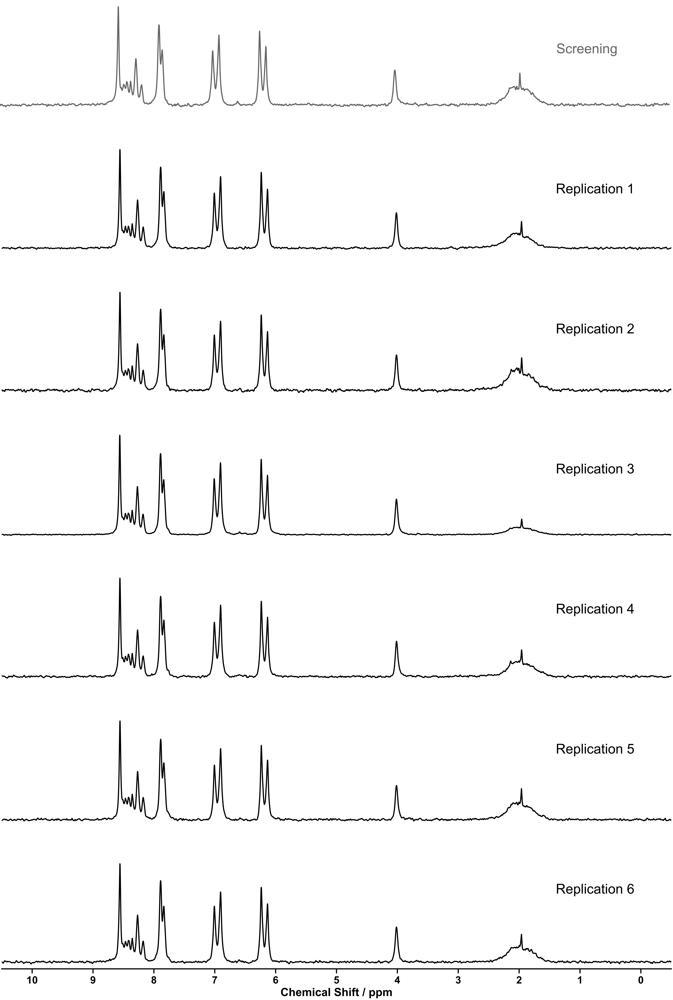 Screening
Replication 1
Replication 2
Replication 3
Replication 4
Replication 5
Replication 6
10 9 8 7 6 5 4 3 2 1 0
Chemical Shift / ppm